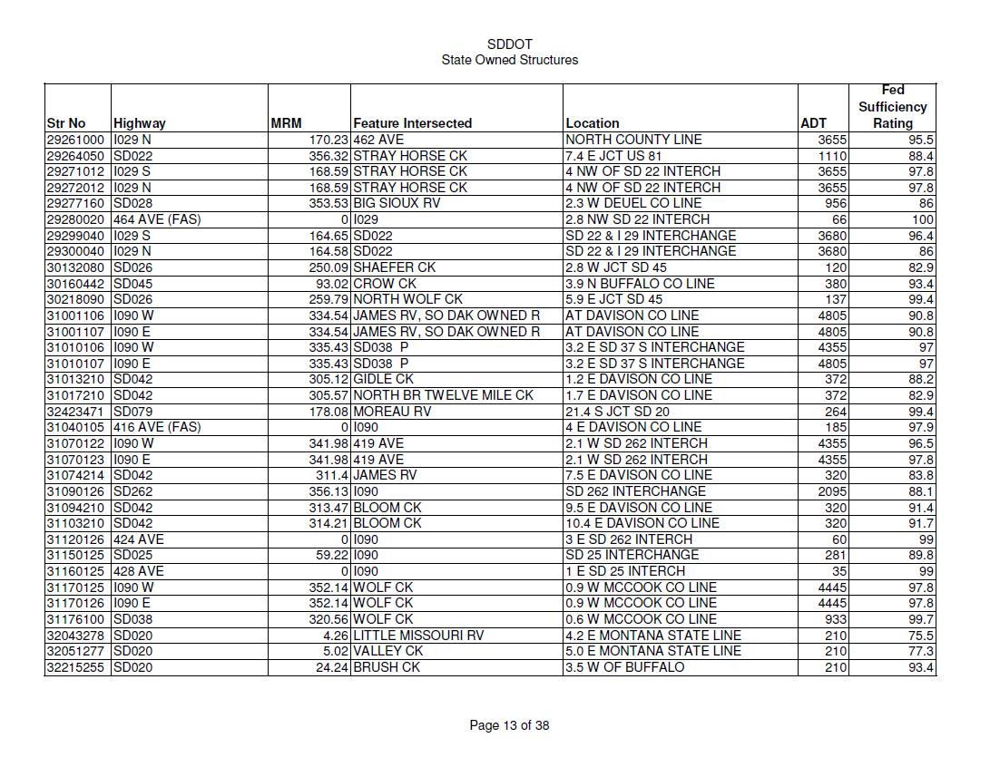 SDDOT
State Owned Structures
Str No Highway MRM Feature Intersected Location ADT Fed Sufficiency Rating
29261000 I029 N 170.23 462 AVE NORTH COUNTY LINE 3655 95.5
29264050 SD022 356.32 STRAY HORSE CK 7.4 E JCT US 81 1110 88.4
29271012 I029 S 168.59 STRAY HORSE CK 4 NW OF SD 22 INTERCH 3655 97.8
29272012 I029 N 168.59 STRAY HORSE CK 4 NW OF SD 22 INTERCH 3655 97.8
29277160 SD028 353.53 BIG SIOUX RV 2.3 W DEUEL CO LINE 956 86
29280020 464 AVE (FAS) 0 I029 2.8 NW SD 22 INTERCH 66 100
29299040 I029 S 164.65 SD022 SD 22 & I 29 INTERCHANGE 3680 96.4
29300040 I029 N 164.58 SD022 SD 22 & I 29 INTERCHANGE 3680 86
30132080 SD026 250.09 SHAEFER CK 2.8 W JCT SD 45 120 82.9
30160442 SD045 93.02 CROW CK 3.9 N BUFFALO CO LINE 380 93.4
30218090 SD026 259.79 NORTH WOLF CK 5.9 E JCT SD 45 137 99.4
31001106 I090 W 334.54 JAMES RV, SO DAK OWNED R AT DAVISON CO LINE 4805 90.8
31001107 I090 E 334.54 JAMES RV, SO DAK OWNED R AT DAVISON CO LINE 4805 90.8
31010106 I090 W 335.43 SD038 P 3.2 E SD 37 S INTERCHANGE 4355 97
31010107 I090 E 335.43 SD038 P 3.2 E SD 37 S INTERCHANGE 4805 97
31013210 SD042 305.12 GIDLE CK 1.2 E DAVISON CO LINE 372 88.2
31017210 SD042 305.57 NORTH BR TWELVE MILE CK 1.7 E DAVISON CO LINE 372 82.9
32423471 SD079 178.08 MOREAU RV 21.4 S JCT SD 20 264 99.4
31040105 416 AVE (FAS) 0 I090 4 E DAVISON CO LINE 185 97.9
31070122 I090 W 341.98 419 AVE 2.1 W SD 262 INTERCH 4355 96.5
31070123 I090 E 341.98 419 AVE 2.1 W SD 262 INTERCH 4355 97.8
31074214 SD042 311.4 JAMES RV 7.5 E DAVISON CO LINE 320 83.8
31090126 SD262 356.13 I090 SD 262 INTERCHANGE 2095 88.1
31094210 SD042 313.47 BLOOM CK 9.5 E DAVISON CO LINE 320 91.4
31103210 SD042 314.21 BLOOM CK 10.4 E DAVISON CO LINE 320 91.7
31120126 424 AVE 0 I090 3 E SD 262 INTERCH 60 99
31150125 SD025 59.22 I090 SD 25 INTERCHANGE 281 89.8
31160125 428 AVE 0 I090 1 E SD 25 INTERCH 35 99
31170125 I090 W 352.14 WOLF CK 0.9 W MCCOOK CO LINE 4445 97.8
31170126 I090 E 352.14 WOLF CK 0.9 W MCCOOK CO LINE 4445 97.8
31176100 SD038 320.56 WOLF CK 0.6 W MCCOOK CO LINE 933 99.7
32043278 SD020 4.26 LITTLE MISSOURI RV 4.2 E MONTANA STATE LINE 210 75.5
32051277 SD020 5.02 VALLEY CK 5.0 E MONTANA STATE LINE 210 77.3
32215255 SD020 24.24 BRUSH CK 3.5 W OF BUFFALO 210 93.4
Page 13 of 38